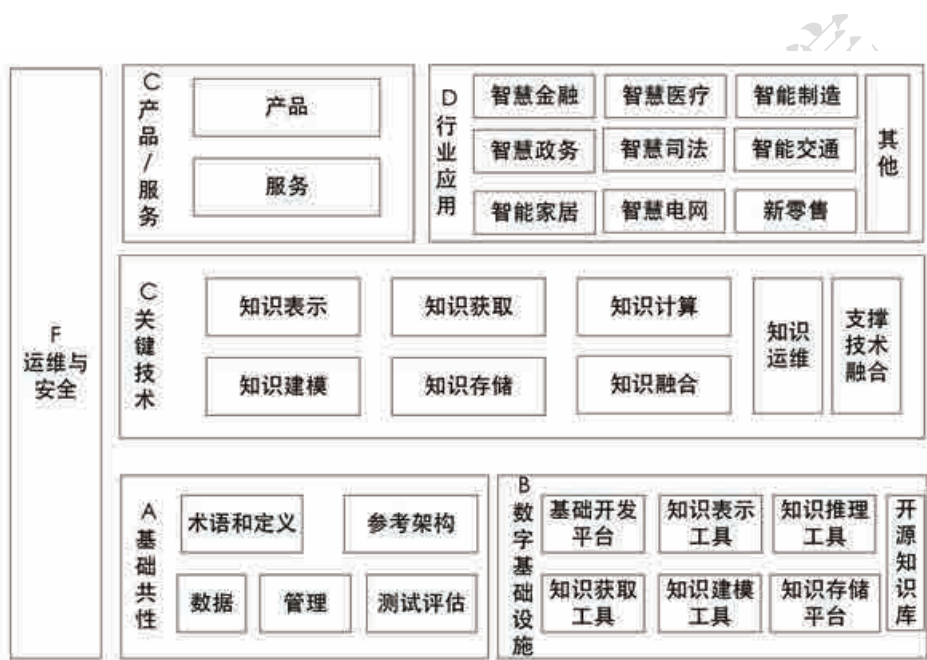 F
运维与
安全
C
产
品
/
服
务
产品
服务
D
行
业
应
用
智慧金融
智慧医疗
智能制造
智慧政务
智慧司法
智能交通
智能家居
智慧电网
新零售
其
他
C
关
键
技
术
知识表示
知识获取
知识计算
知识建模
知识存储
知识融合
知识
运维
支撑
技术
融合
A
基
础
共
性
术语和定义
参考架构
数据
管理
测试评估
B
数
字
基
础
设
施
基础开发
平台
知识表示
工具
知识推理
工具
知识获取
工具
知识建模
工具
知识存储
平台
开
源
知
识
库